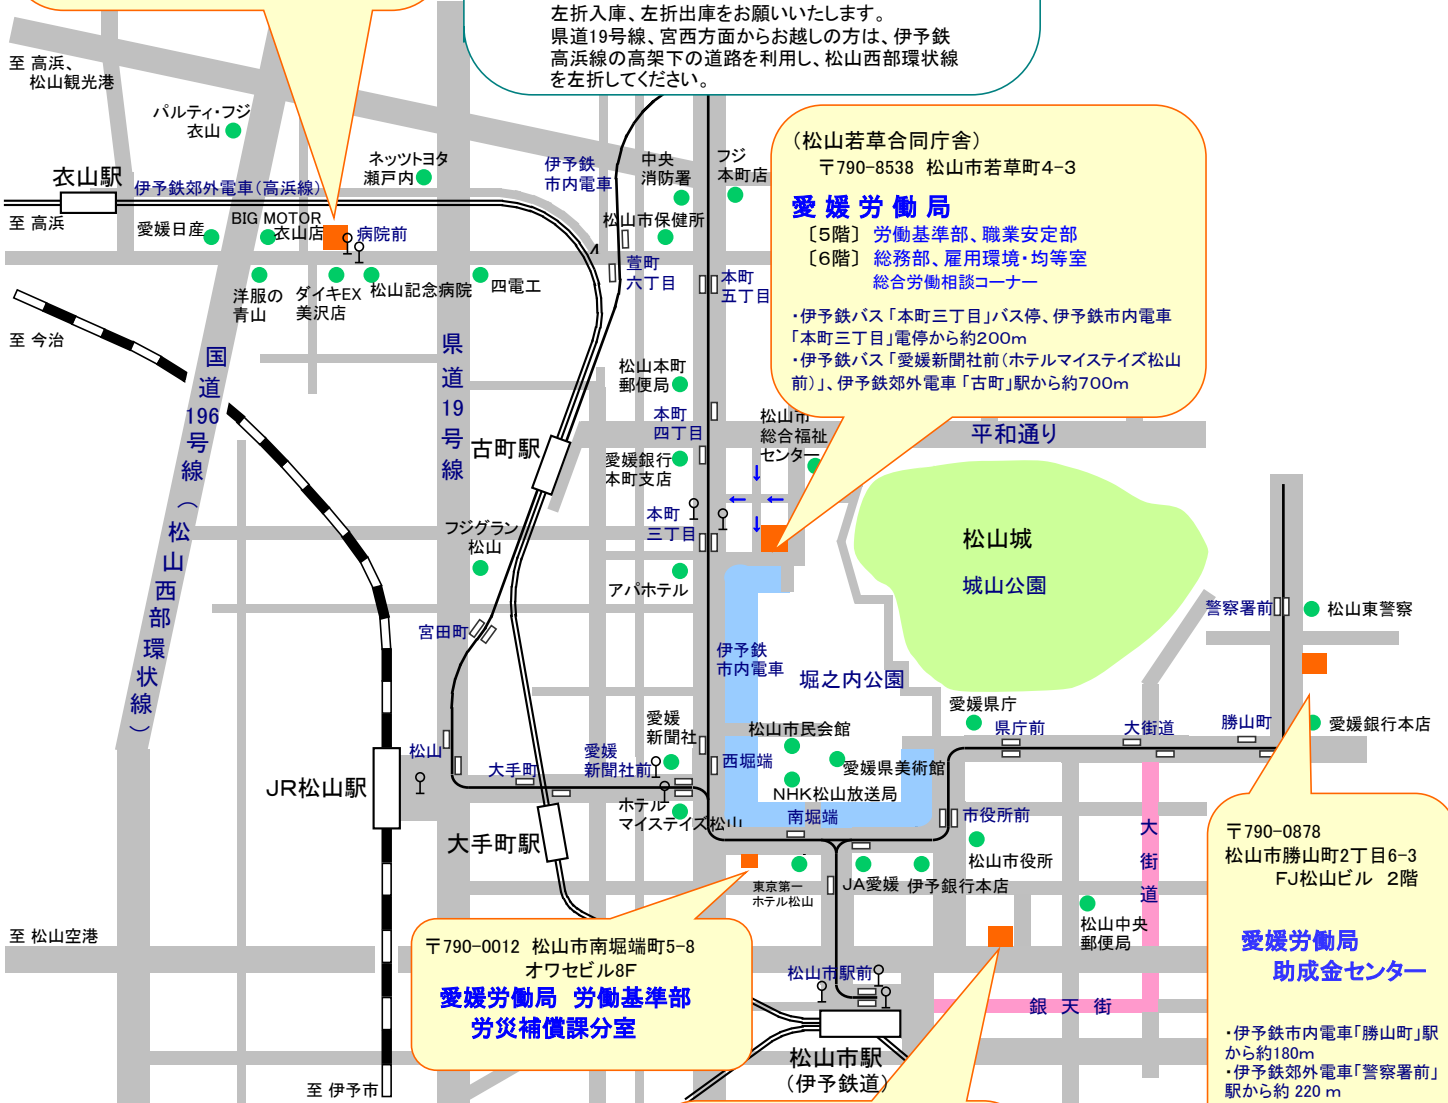 左折入庫、左折出庫をお願いいたします。
県道19号線、宮西方面からお越しの方は、伊予鉄
高浜線の高架下の道路を利用し、松山西部環状線
を左折してください。
至 高浜、
松山観光港
パルティ・フジ
衣山
衣山駅
伊予鉄郊外電車(高浜線)
至 高浜
愛媛日産
BIG MOTOR
衣山店
病院前
ネッツトヨタ
瀬戸内
伊予鉄
市内電車
中央
消防署
フジ
本町店
松山市保健所
洋服の
青山
ダイキEX
美沢店
松山記念病院
四電工
萱町
六丁目
本町
五丁目
(松山若草合同庁舎)
〒790-8538 松山市若草町4-3
愛媛労働局
〔5階〕 労働基準部、職業安定部
〔6階〕 総務部、雇用環境・均等室
総合労働相談コーナー
・伊予鉄バス「本町三丁目」バス停、伊予鉄市内電車
「本町三丁目」電停から約200m
・伊予鉄バス「愛媛新聞社前(ホテルマイステイズ松山
前)」、伊予鉄郊外電車「古町」駅から約700m
至 今治
国道196号線(松山西部環状線)
県道19号線
松山本町
郵便局
本町
四丁目
松山市
総合福祉
センター
平和通り
古町駅
愛媛銀行
本町支店
本町
三丁目
フジグラン
松山
アパホテル
松山城
城山公園
宮田町
伊予鉄
市内電車
堀之内公園
警察署前
松山東警察
愛媛県庁
県庁前
大街道
勝山町
愛媛銀行本店
松山
JR松山駅
大手町
愛媛
新聞社
愛媛
新聞社前
西堀端
松山市民会館
愛媛県美術館
NHK松山放送局
ホテル
マイステイズ松山
南堀端
市役所前
大手町駅
松山市役所
東京第一
ホテル松山
JA愛媛
伊予銀行本店
大街道
松山中央
郵便局
〒790-0878
松山市勝山町2丁目6-3
FJ松山ビル 2階
愛媛労働局
助成金センター
・伊予鉄市内電車「勝山町」駅
から約180m
・伊予鉄郊外電車「警察署前」
駅から約 220 m
至 松山空港
〒790-0012 松山市南堀端町5-8
オワセビル8F
愛媛労働局 労働基準部
労災補償課分室
松山市駅前
銀天街
松山市駅
(伊予鉄道)
至 伊予市